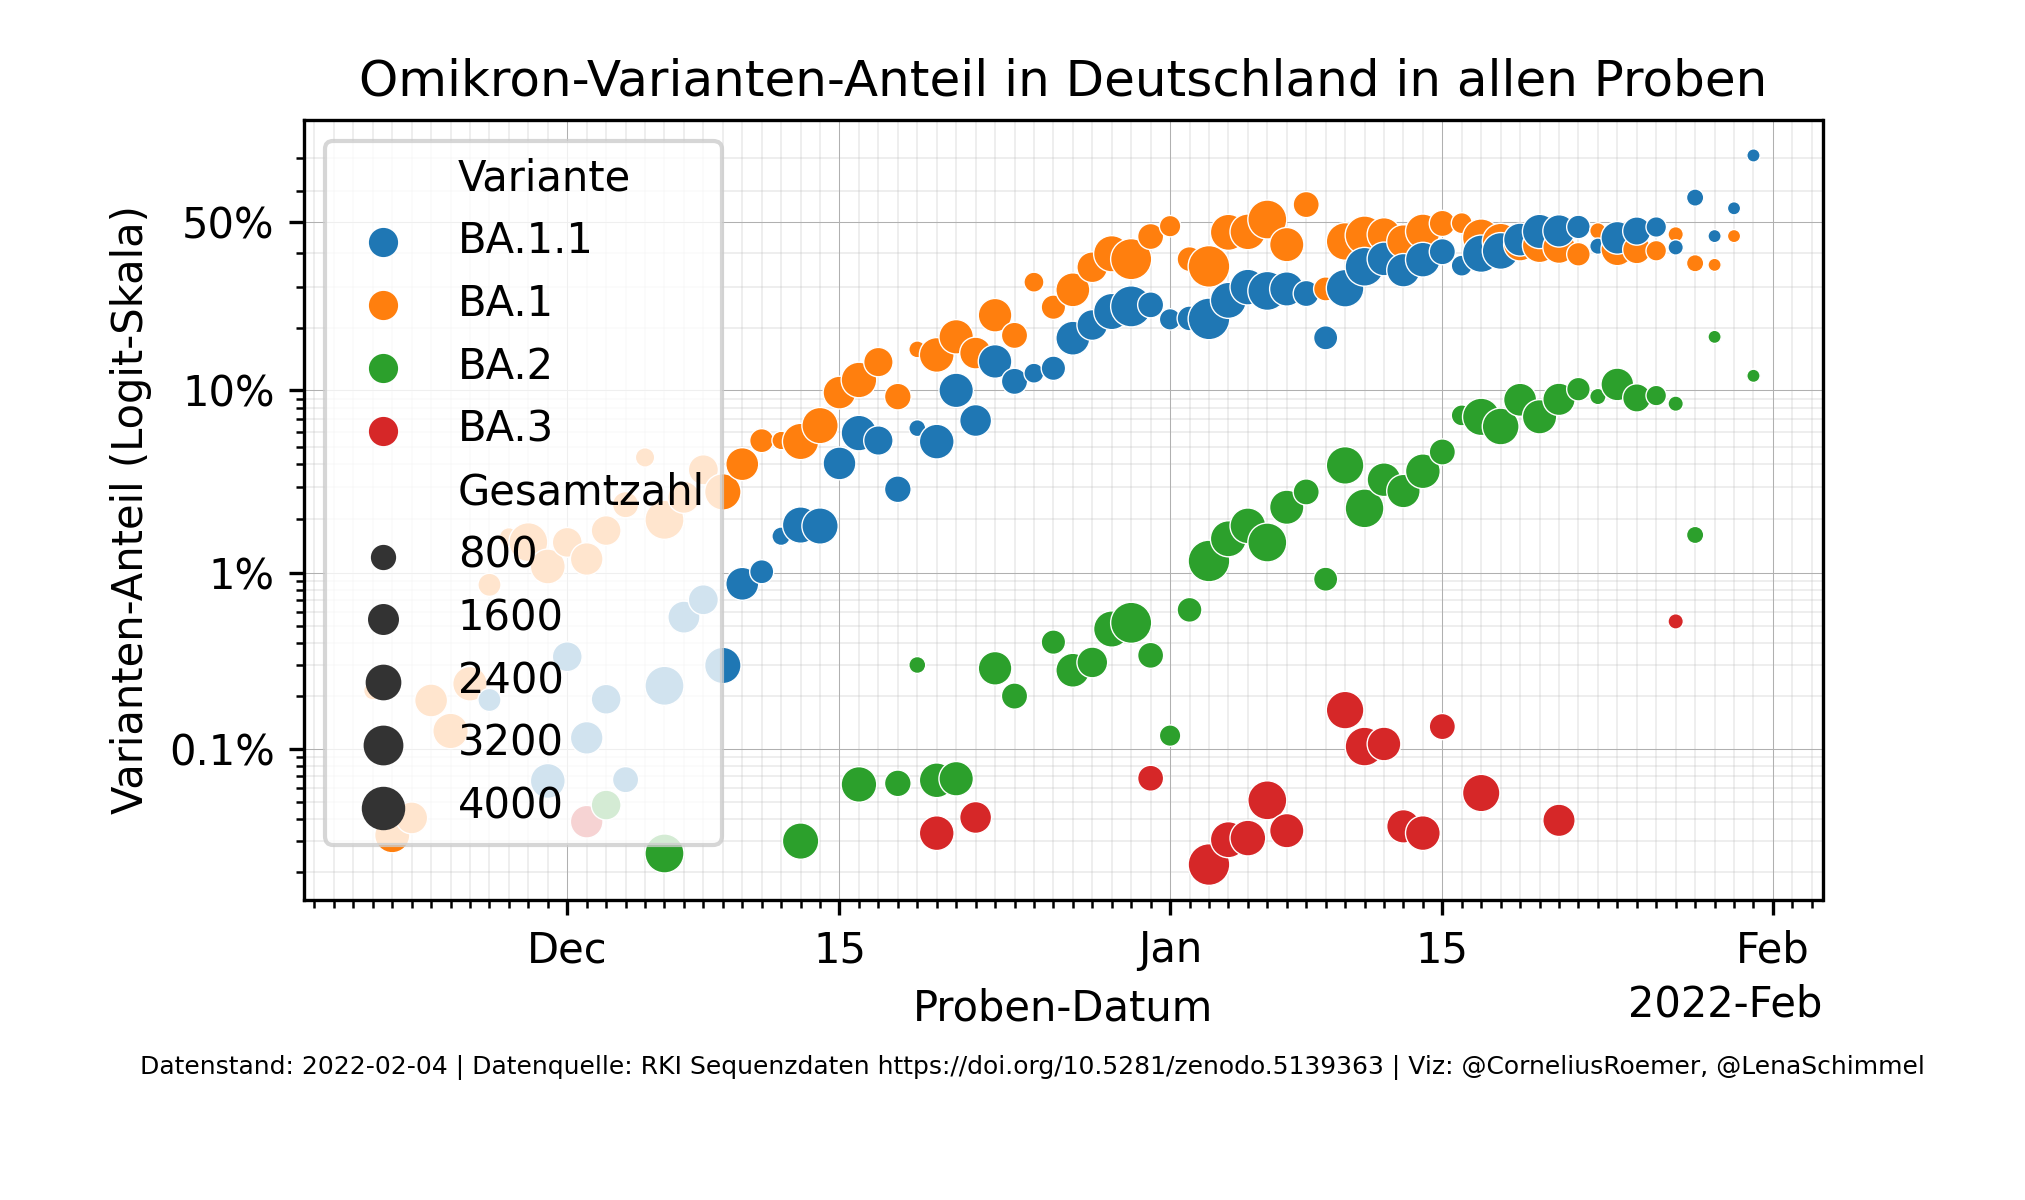 Omikron-Varianten-Anteil in Deutschland in allen Proben
Varianten-Anteil (Logit-Skala)
50%
10%
1%
0.1%
Variante
BA.1.1
BA.1
BA.2
BA.3
Gesamtzahl
800
1600
2400
3200
4000
Dec 15 Jan 15 Feb
Proben-Datum
2022-Feb
Datenstand: 2022-02-04 | Datenquelle: RKI Sequenzdaten https://doi.org/10.5281/zenodo.5139363 | Viz: @CorneliusRoemer, @LenaSchimmel